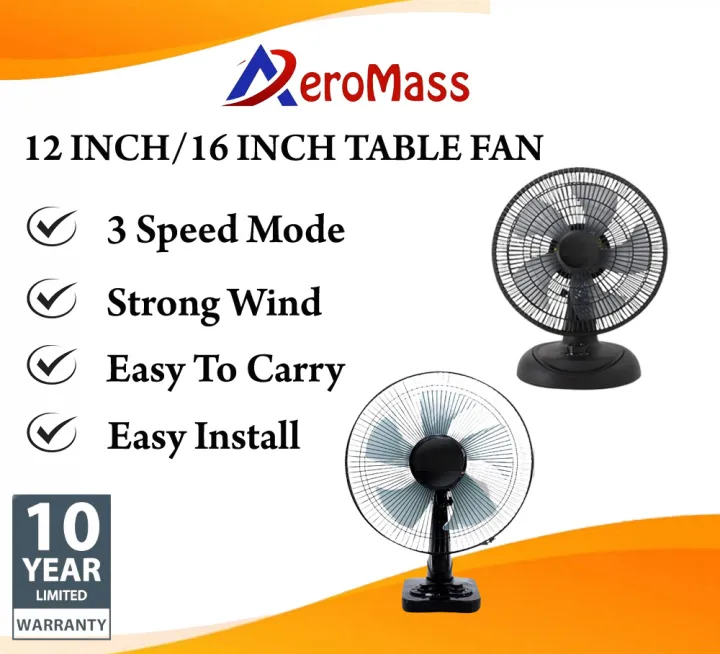 AeroMass
12 INCH/16 INCH TABLE FAN
3 Speed Mode
Strong Wind
Easy To Carry
Easy Install
10
YEAR
LIMITED
WARRANTY